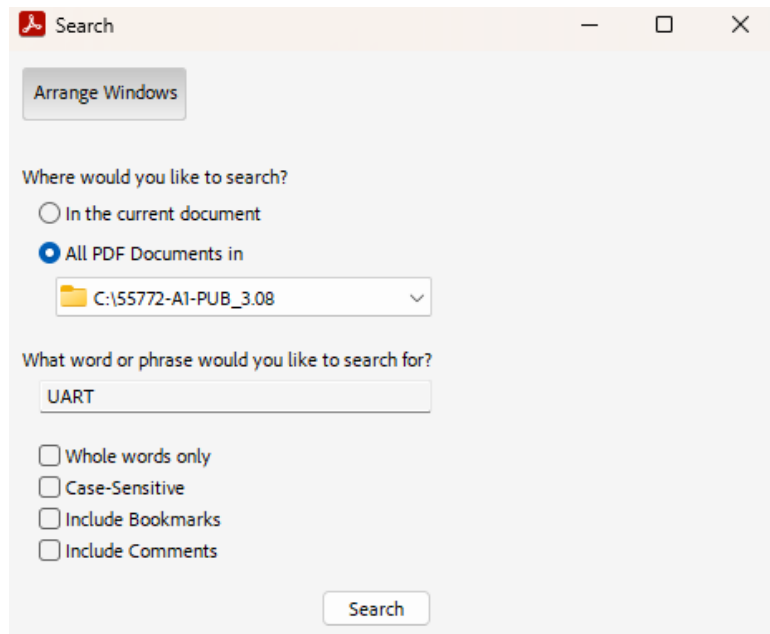 Search
Arrange Windows
Where would you like to search?
In the current document
All PDF Documents in
C:\55772-A1-PUB_3.08
What word or phrase would you like to search for?
UART
Whole words only
Case-Sensitive
Include Bookmarks
Include Comments
Search